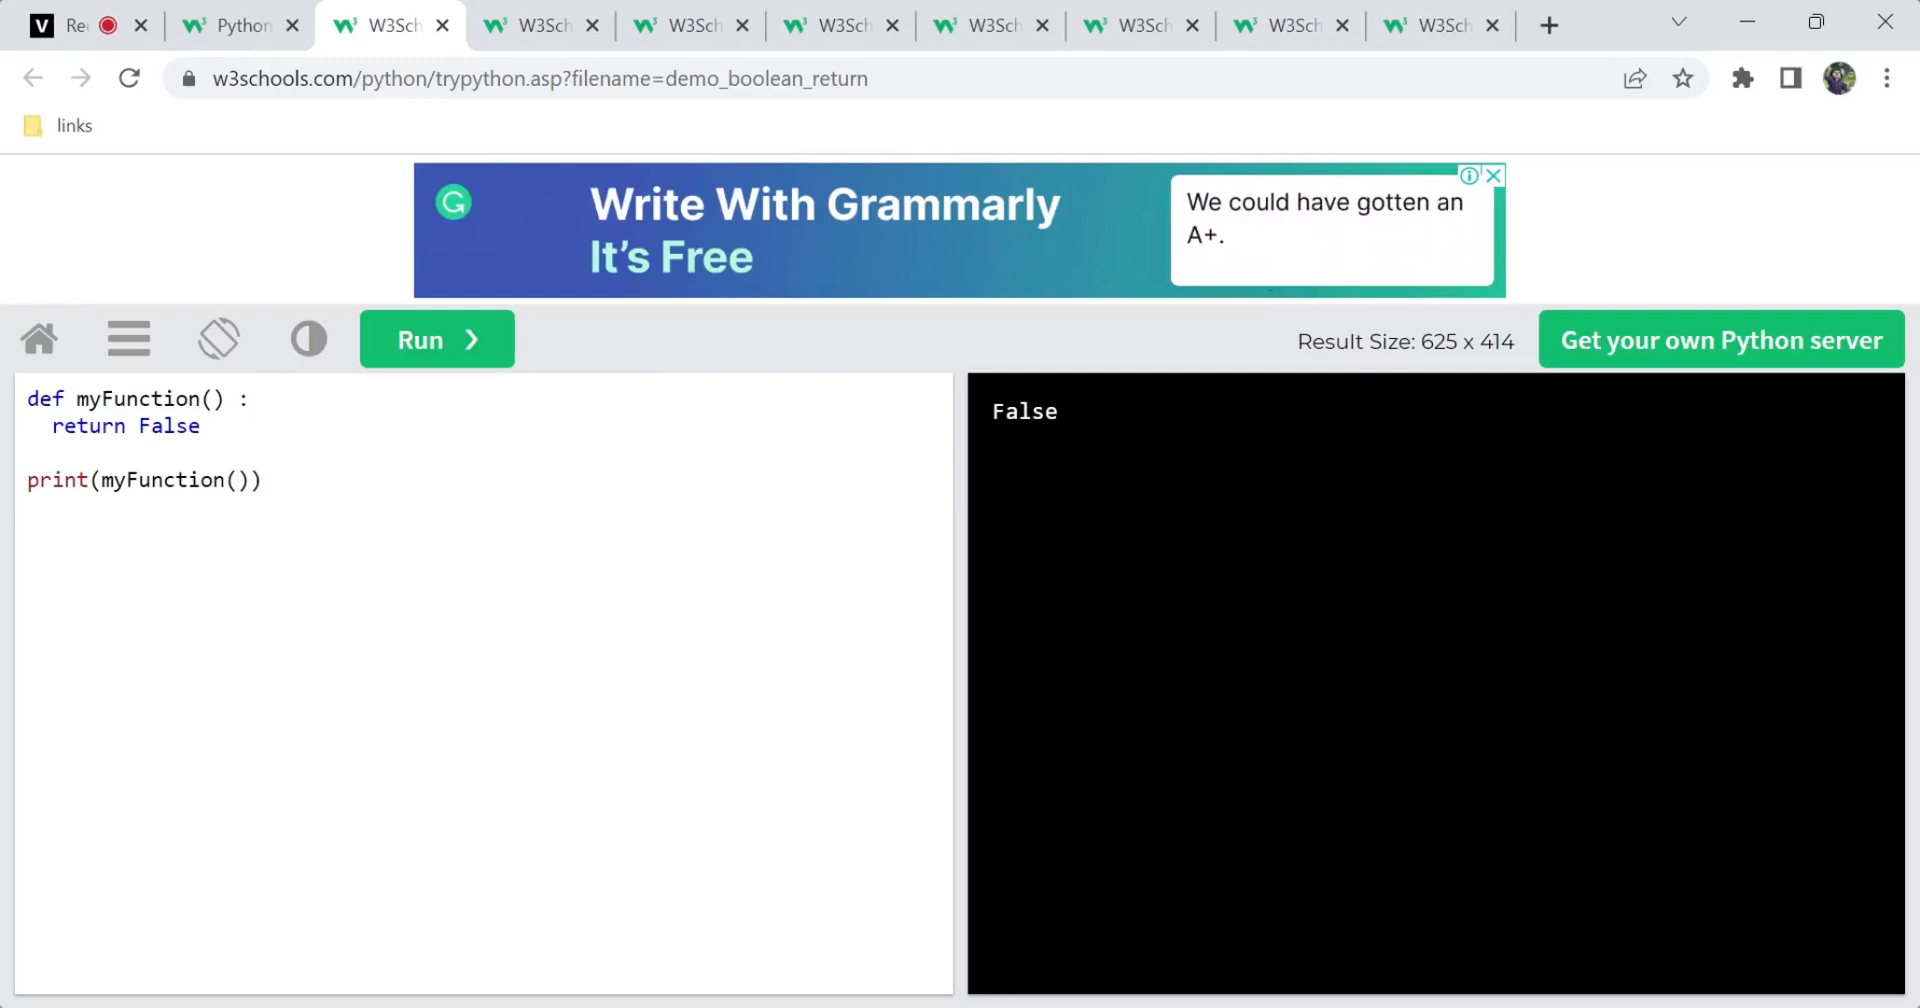 Re
Python
W3Sch
W3Sch
W3Sch
W3Sch
W3Sch
W3Sch
W3Sch
W3Sch
w3schools.com/python/trypython.asp?filename=demo_boolean_return
links
Write With Grammarly
It’s Free
We could have gotten an
A+.
Run ❯
Result Size: 625 x 414
Get your own Python server
def myFunction() :
  return False
print(myFunction())
False